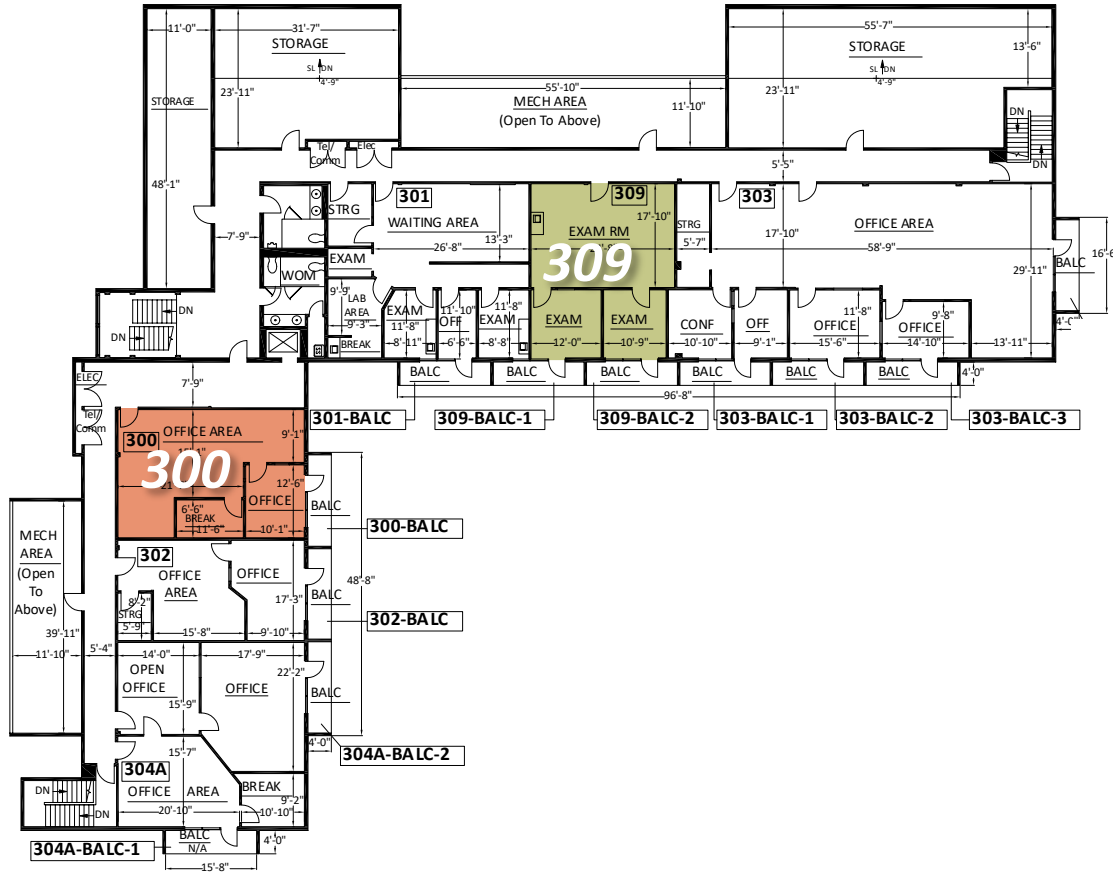 11'-0"
31'-7"
STORAGE
SL DN
4'-9"
23'-11"
STORAGE
48'-1"
55'-10"
MECH AREA
(Open To Above)
11'-10"
55'-7"
STORAGE
13'-6"
SL DN
4'-9"
23'-11"
DN
DN
Tel/
Comm
Elec
5'-5"
7'-9"
STRG
301
WAITING AREA
26'-8"
13'-3"
EXAM
WOM
9'-9"
LAB
AREA
9'-3"
BREAK
EXAM
11'-8"
8'-11"
11'-10"
OFF
6'-6"
11'-8"
EXAM
8'-8"
309
17'-10"
EXAM RM
309
EXAM
12'-0"
EXAM
10'-9"
STRG
5'-7"
303
17'-10"
OFFICE AREA
58'-9"
29'-11"
CONF
10'-10"
OFF
9'-1"
11'-8"
OFFICE
15'-6"
9'-8"
OFFICE
14'-10"
13'-11"
BALC
16'-6
4'-0"
DN
DN
BALC
BALC
BALC
BALC
BALC
BALC
4'-0"
96'-8"
301-BALC
309-BALC-1
309-BALC-2
303-BALC-1
303-BALC-2
303-BALC-3
ELEC
7'-9"
Tel/
Comm
300
OFFICE AREA
9'-1"
300
12'-6"
OFFICE
6'-6"
BREAK
11'-6"
10'-1"
BALC
300-BALC
MECH
AREA
(Open
To
Above)
39'-11"
11'-10"
5'-4"
302
OFFICE
AREA
OFFICE
17'-3"
8'-2"
STRG
5'-9"
15'-8"
9'-10"
48'-8"
BALC
302-BALC
14'-0"
17'-9"
OPEN
OFFICE
15'-9"
22'-2"
OFFICE
BALC
4'-0"
304A-BALC-2
15'-7"
304A
OFFICE AREA
20'-10"
BREAK
9'-2"
10'-10"
DN
DN
304A-BALC-1
BALC
N/A
4'-0"
15'-8"